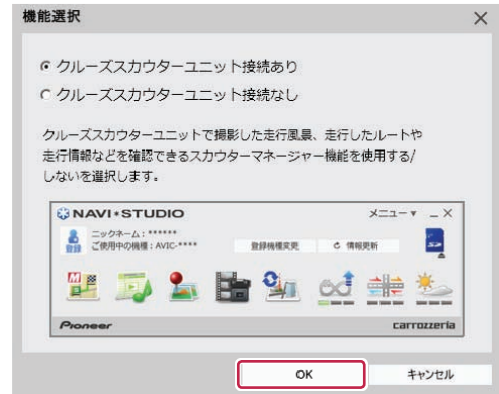 機能選択
クルーズスカウターユニット接続あり
クルーズスカウターユニット接続なし
クルーズスカウターユニットで撮影した走行風景、走行したルートや
走行情報などを確認できるスカウターマネージャー機能を使用する/
しないを選択します。
NAVI*STUDIO
メニュー▼
ニックネーム：******
ご使用中の機種：AVIC-****
登録
登録機種変更
情報更新
Pioneer
carrozzeria
OK
キャンセル